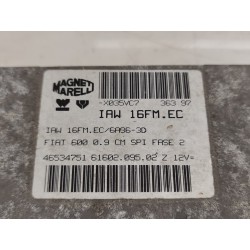 MAGNETI
MARELLI
-X035VC7 363 97
IAW 16FM.EC
IAW 16FM.EC/6A96-3D
FIAT 600 0.9 CM SPI FASE 2
46534751 61602.095.02 Z 12V=